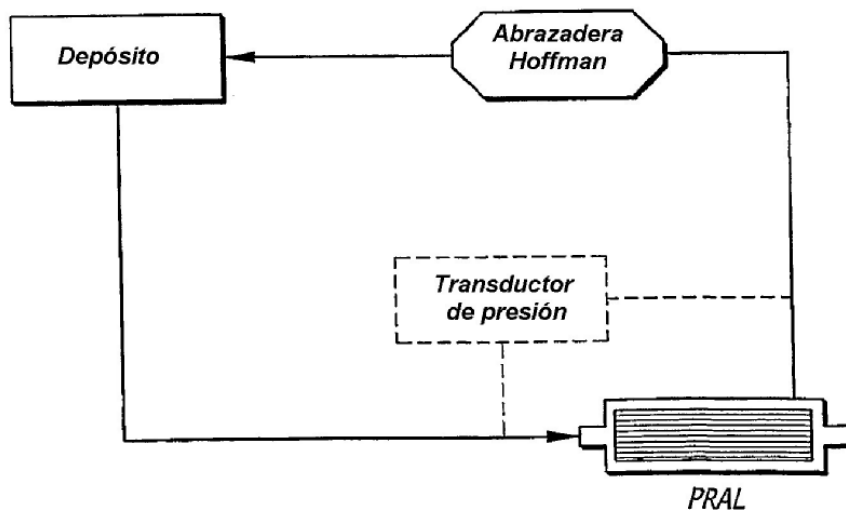 Depósito
Abrazadera
Hoffman
Transductor
de presión
PRAL